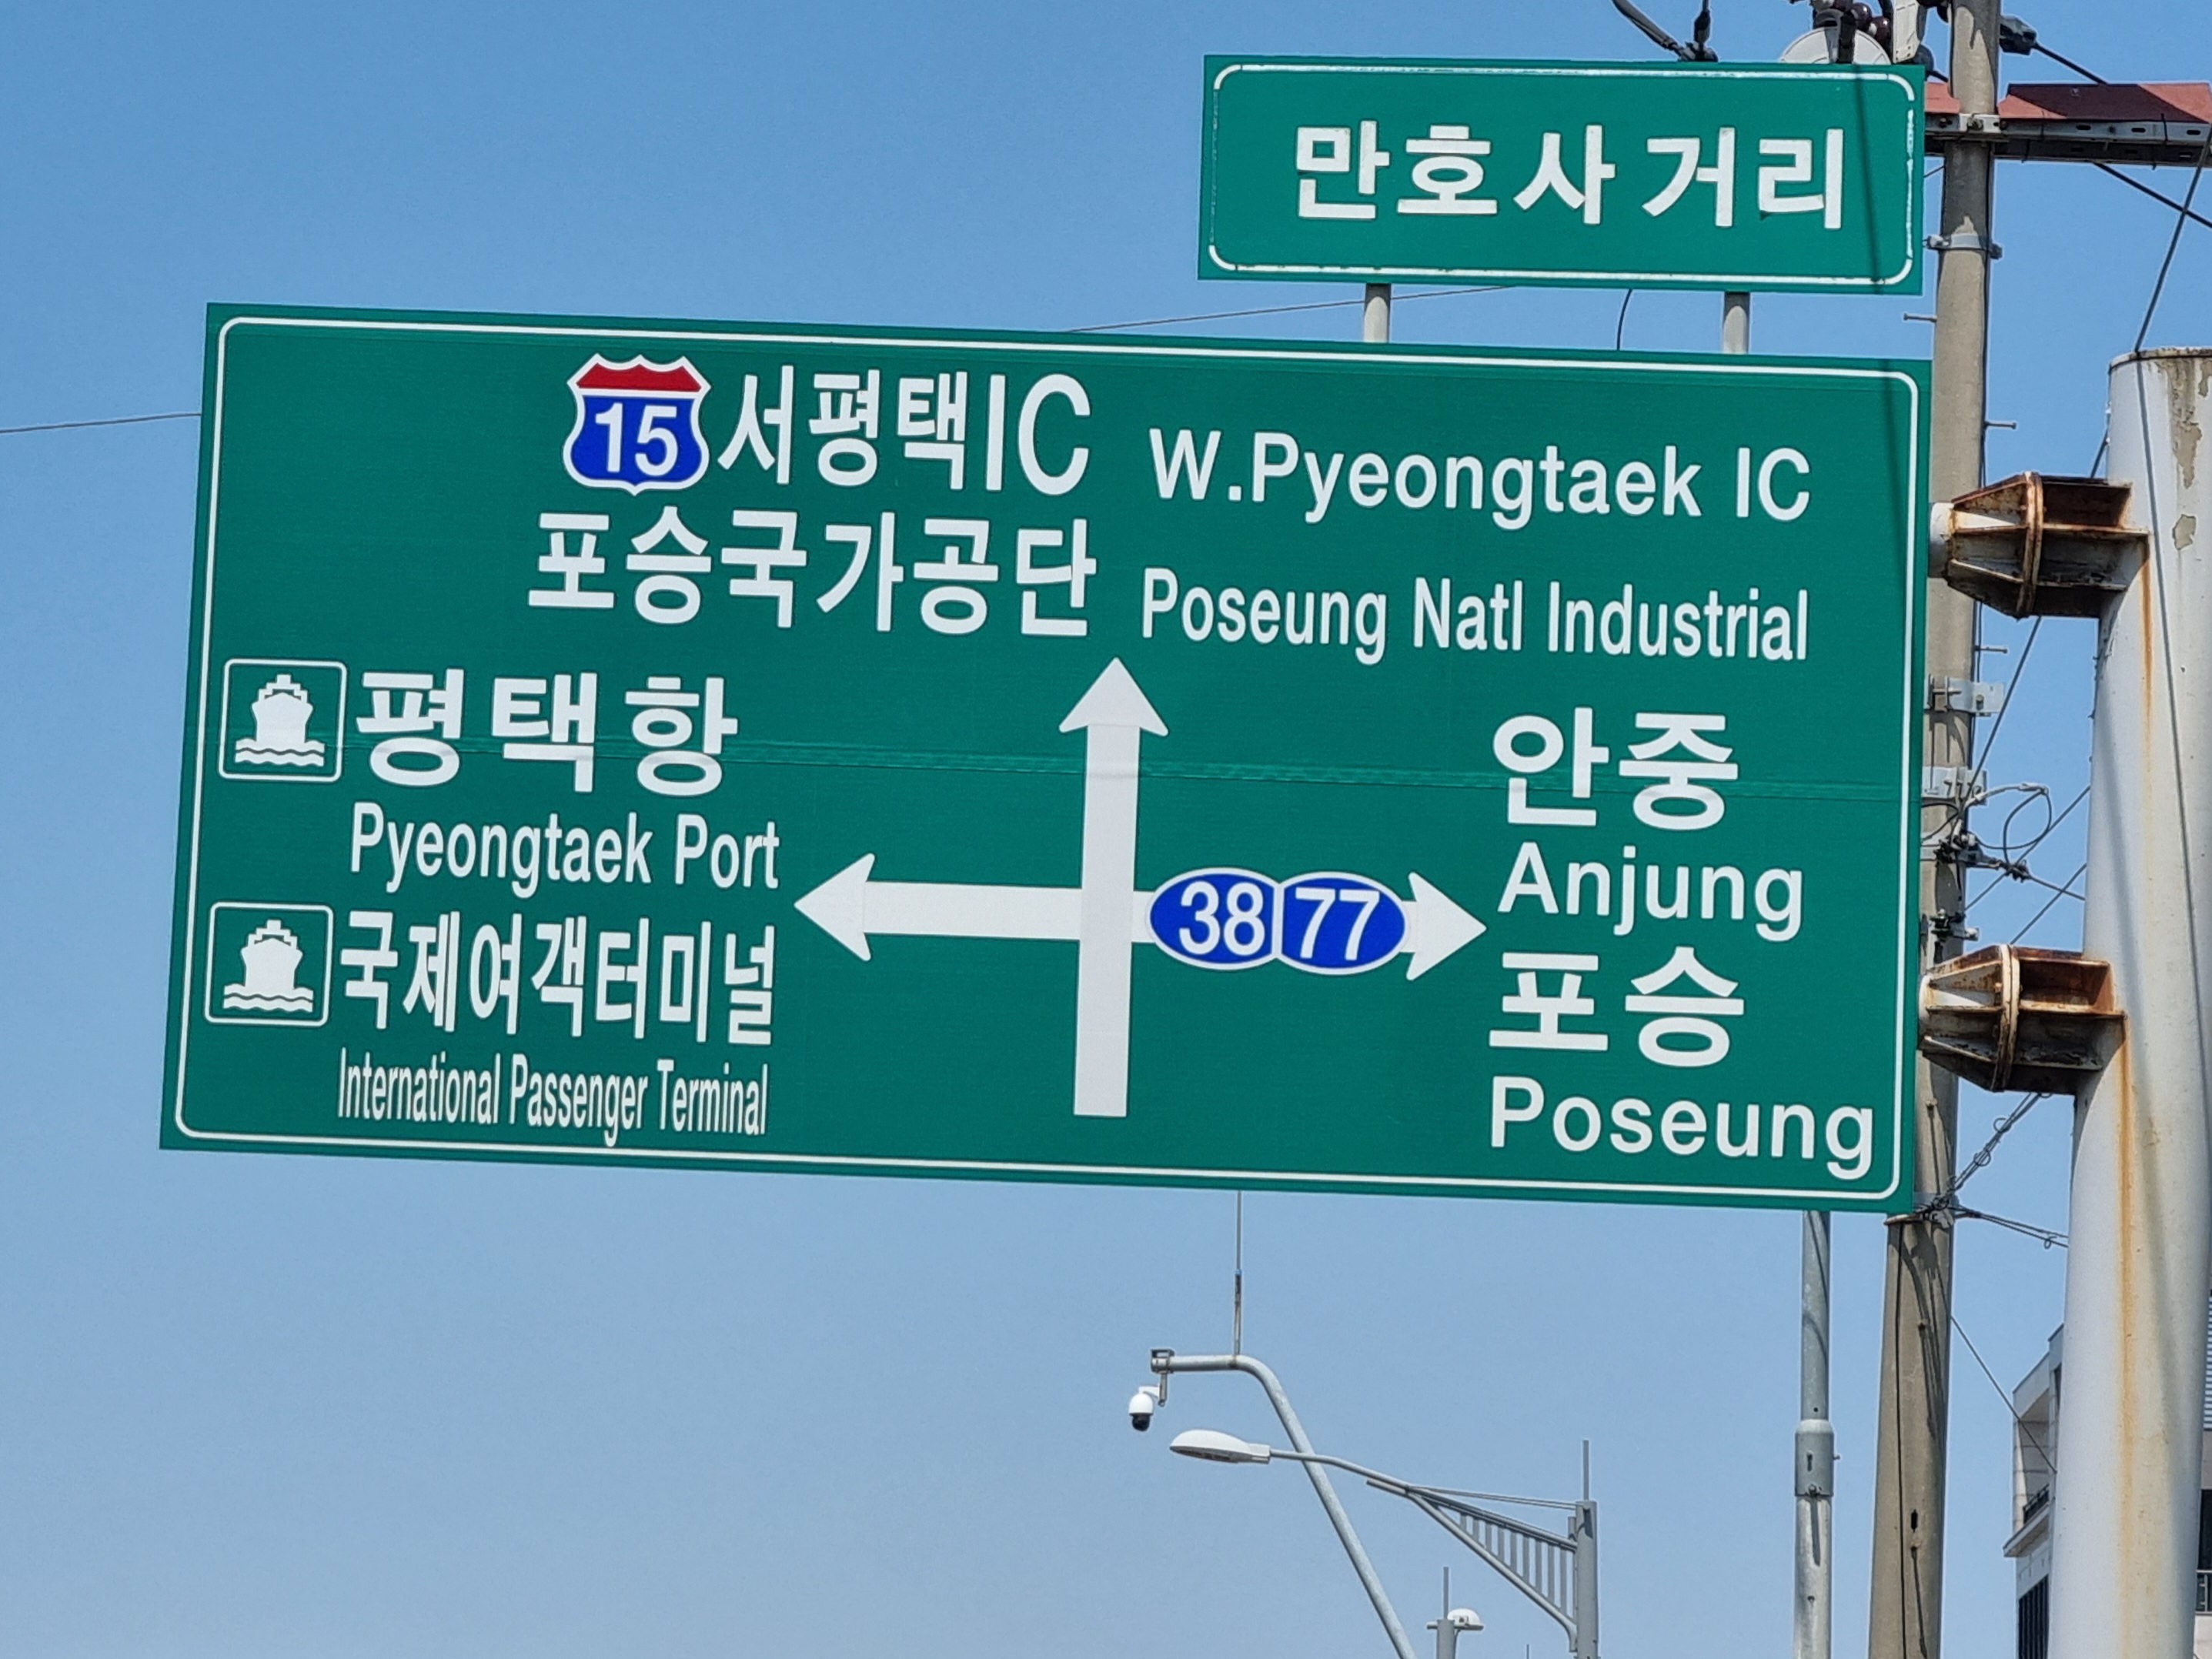 만호사거리
15 서평택IC W.Pyeongtaek IC
포승국가공단 Poseung Natl Industrial
평택항
Pyeongtaek Port
국제여객터미널
International Passenger Terminal
38 77
안중
Anjung
포승
Poseung